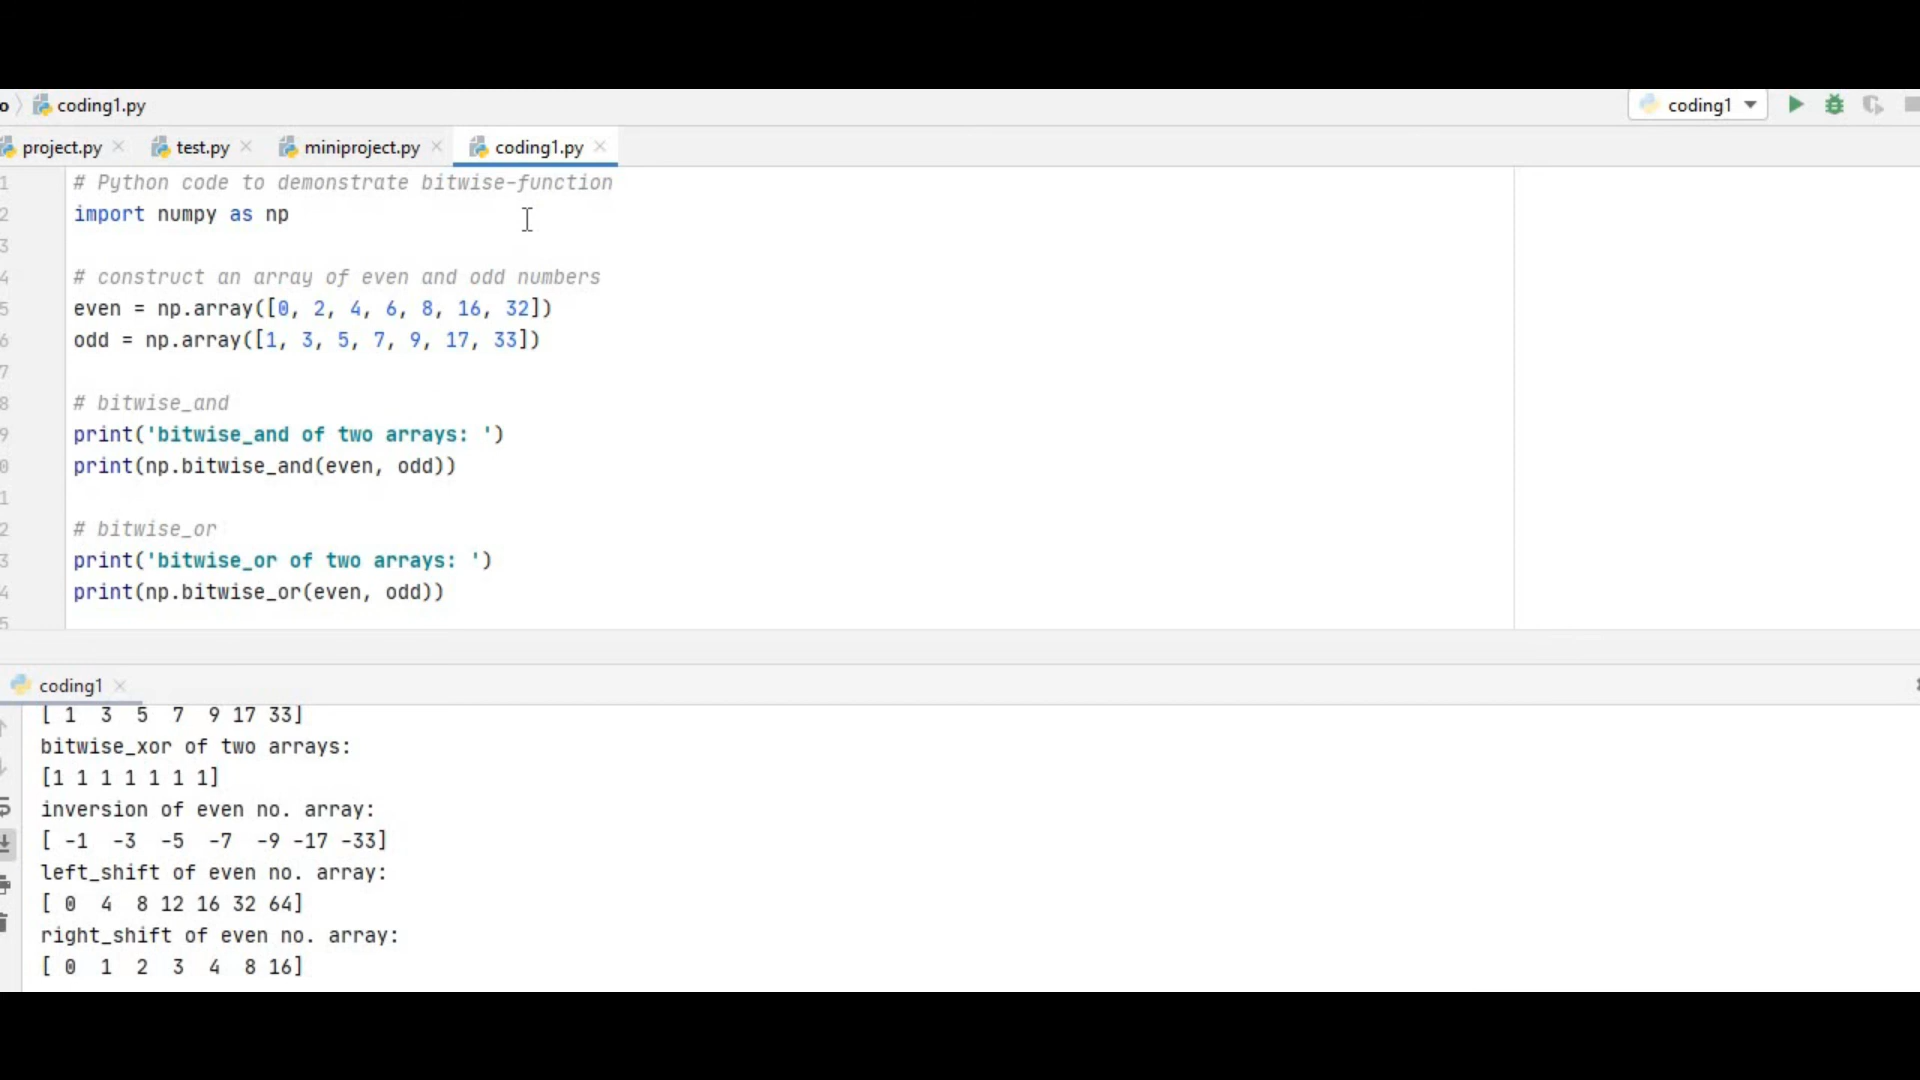 o coding1.py
coding1
project.py test.py miniproject.py coding1.py
1 # Python code to demonstrate bitwise-function
2 import numpy as np
3
4 # construct an array of even and odd numbers
5 even = np.array([0, 2, 4, 6, 8, 16, 32])
6 odd = np.array([1, 3, 5, 7, 9, 17, 33])
7
8 # bitwise_and
9 print('bitwise_and of two arrays: ')
0 print(np.bitwise_and(even, odd))
1
2 # bitwise_or
3 print('bitwise_or of two arrays: ')
4 print(np.bitwise_or(even, odd))
5
coding1
[ 1  3  5  7  9 17 33]
bitwise_xor of two arrays:
[1 1 1 1 1 1 1]
inversion of even no. array:
[ -1  -3  -5  -7  -9 -17 -33]
left_shift of even no. array:
[ 0  4  8 12 16 32 64]
right_shift of even no. array:
[ 0  1  2  3  4  8 16]